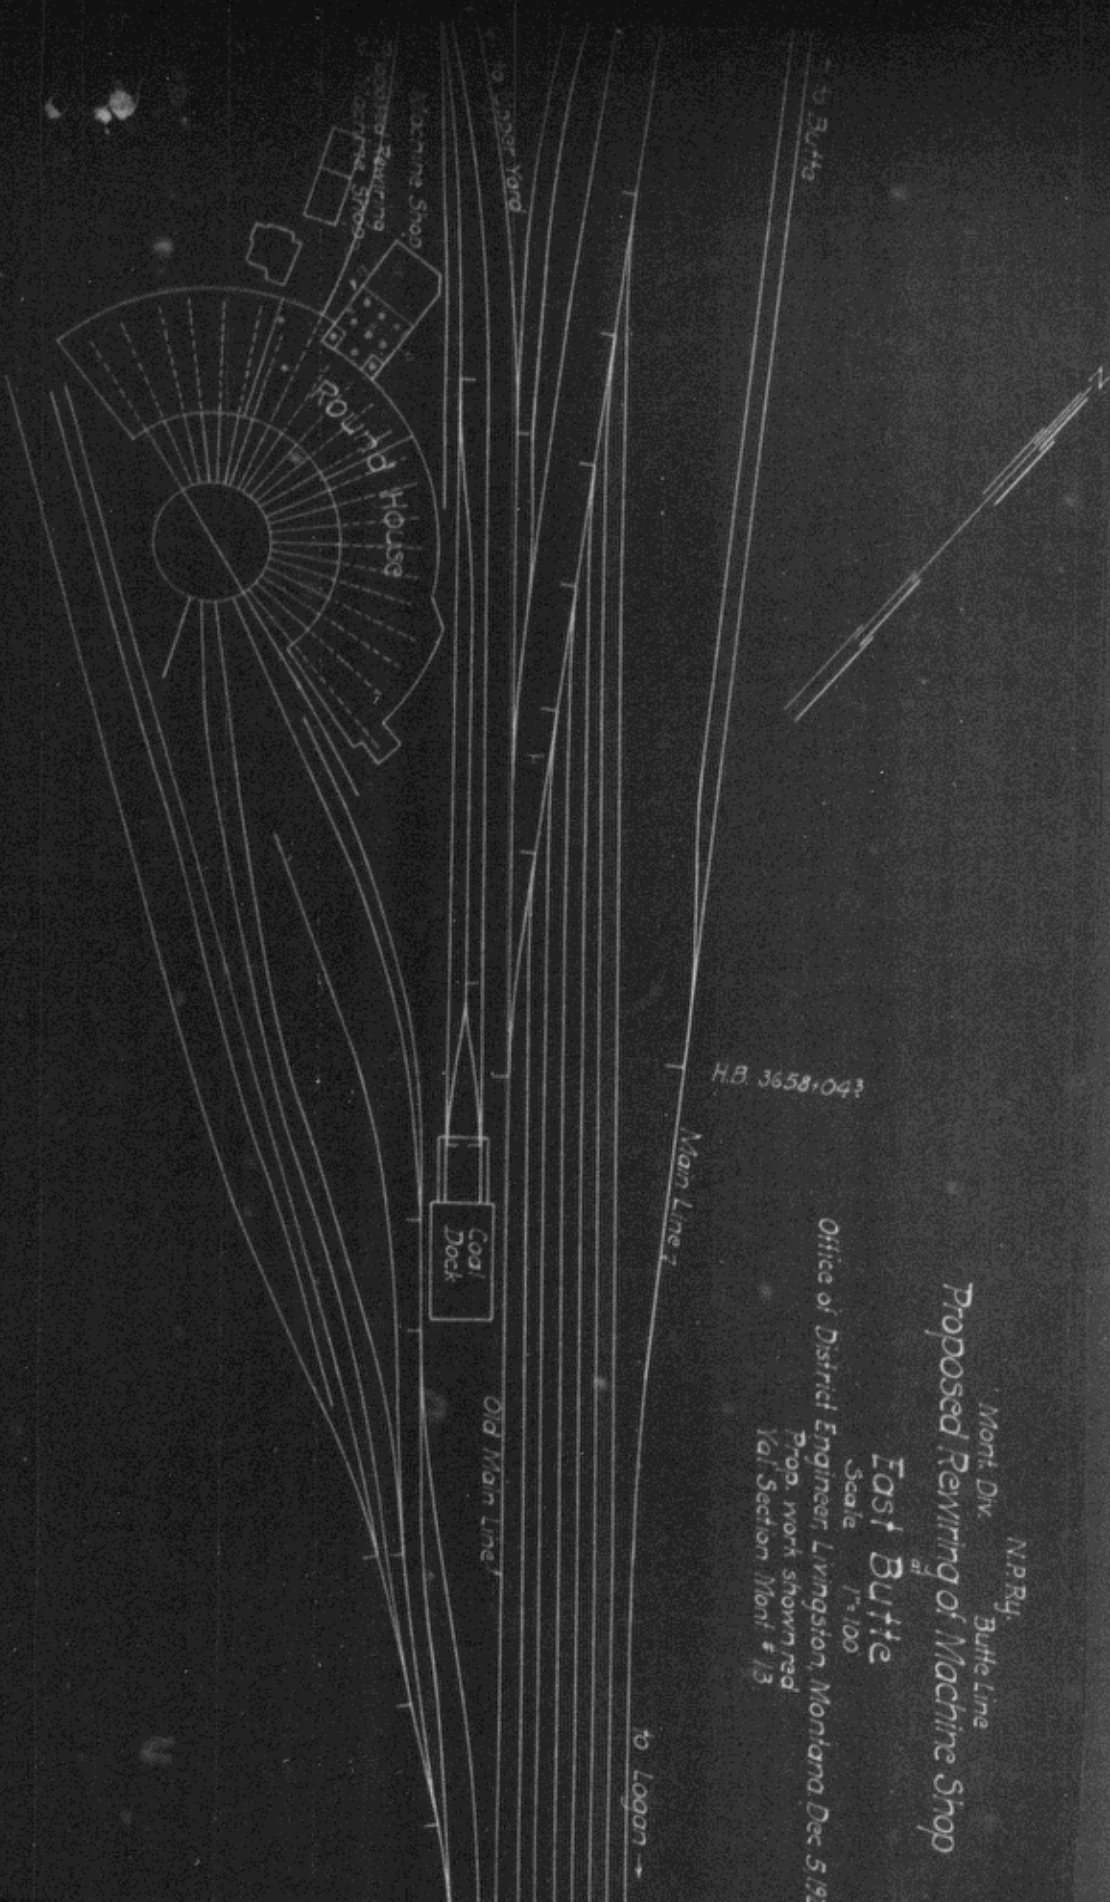 N.P.Ry.
Mont. Div. Butte Line
Proposed Rewiring of Machine Shop
at
East Butte
Scale 1"=100
Office of District Engineer, Livingston, Montana. Dec. 5, 19
Prop. work shown red
Val Section Mont # 13
to Butte
to Upper Yard
Machine Shop
Proposed Rewiring
Machine Shop
Round House
H.B. 3658+04
Main Line
Coal
Dock
Old Main Line
to Logan →
N